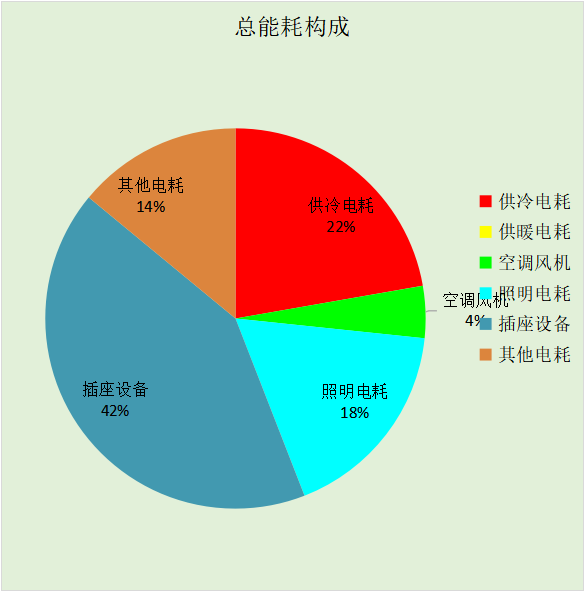 总能耗构成
其他电耗
14%
供冷电耗
22%
空调风机
4%
插座设备
42%
照明电耗
18%
供冷电耗
供暖电耗
空调风机
照明电耗
插座设备
其他电耗